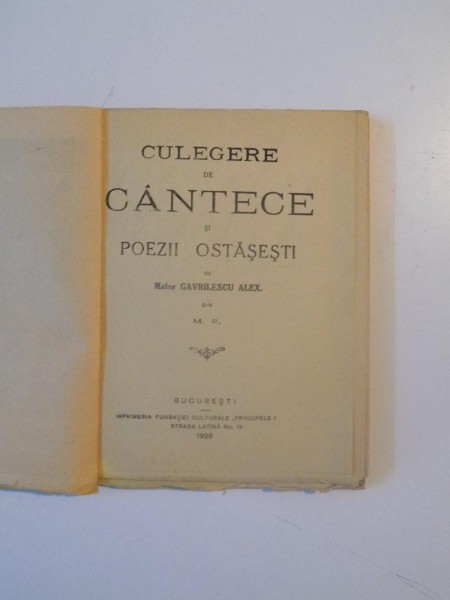 CULEGERE
DE
CÂNTECE
ȘI
POEZII OSTĂȘEȘTI
DE
Maior GAVRILESCU ALEX.
DIN
M. R.
BUCUREȘTI
IMPRIMERIA FUNDAȚIEI CULTURALE „PRINCIPELE
STRADA LATINĂ No. 10